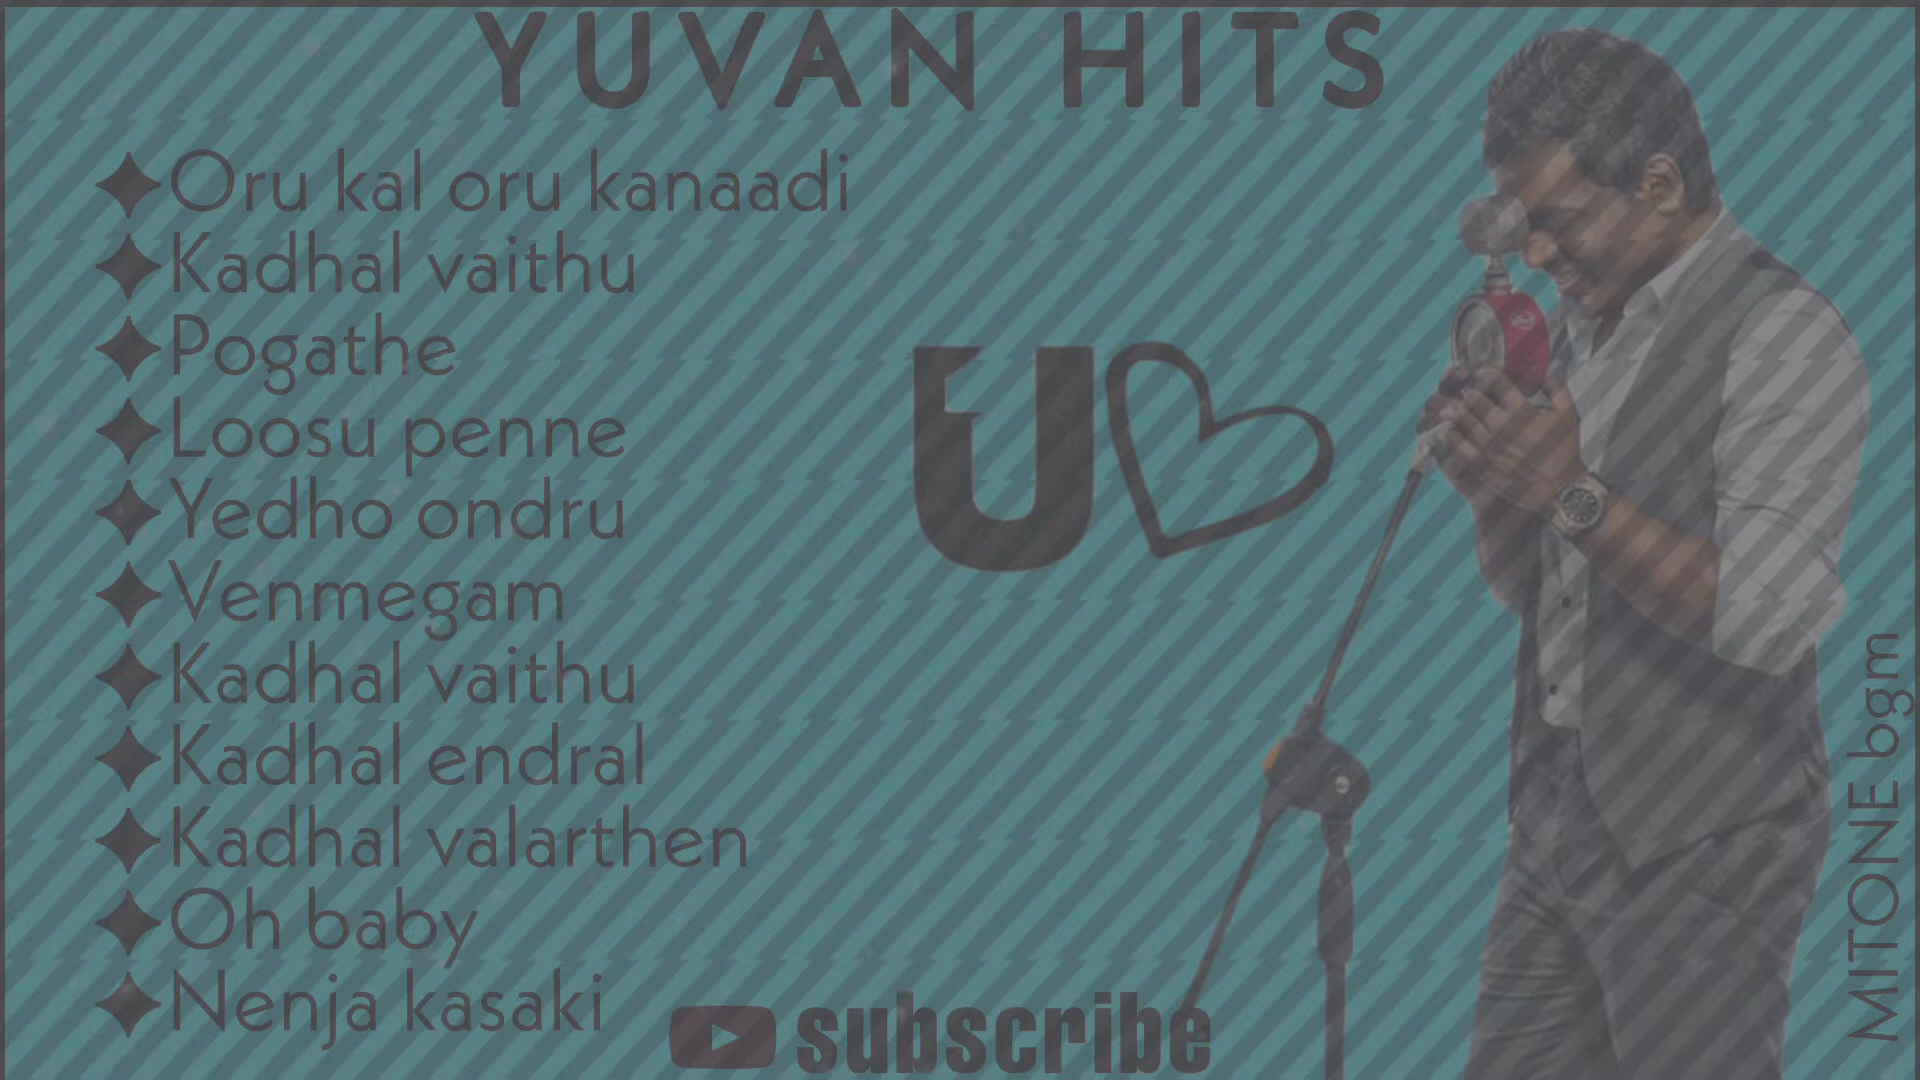 YUVAN HITS
Oru kal oru kanaadi
Kadhal vaithu
Pogathe
Loosu penne
Yedho ondru
Venmegam
Kadhal vaithu
Kadhal endral
Kadhal valarthen
Oh baby
Nenja kasaki
U1
subscribe
MITONE bgm